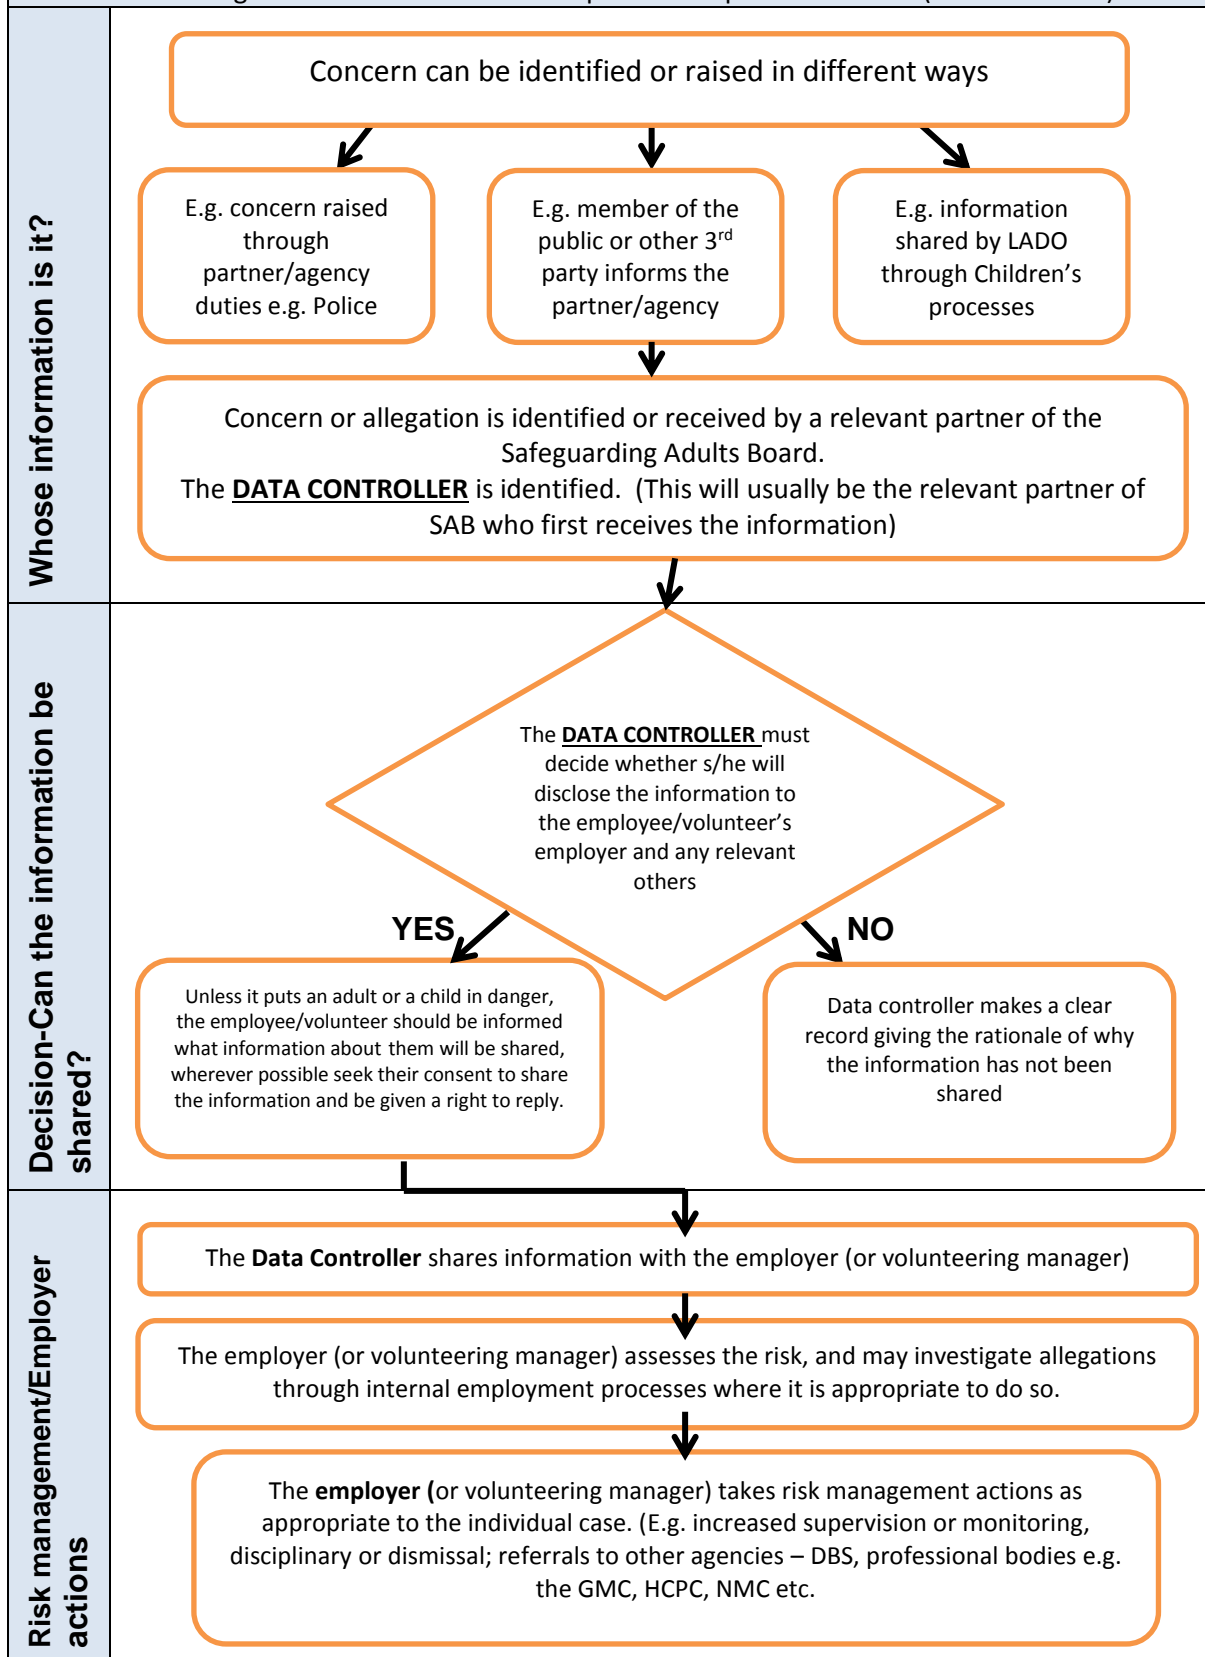 Concern can be identified or raised in different ways
Whose information is it?
E.g. concern raised
through
partner/agency
duties e.g. Police
E.g. member of the
public or other 3rd
party informs the
partner/agency
E.g. information
shared by LADO
through Children's
processes
Concern or allegation is identified or received by a relevant partner of the
Safeguarding Adults Board.
The DATA CONTROLLER is identified. (This will usually be the relevant partner of
SAB who first receives the information)
Decision-Can the information be
shared?
The DATA CONTROLLER must
decide whether s/he will
disclose the information to
the employee/volunteer's
employer and any relevant
others
YES
NO
Unless it puts an adult or a child in danger,
the employee/volunteer should be informed
what information about them will be shared,
wherever possible seek their consent to share
the information and be given a right to reply.
Data controller makes a clear
record giving the rationale of why
the information has not been
shared
Risk management/Employer
actions
The Data Controller shares information with the employer (or volunteering manager)
The employer (or volunteering manager) assesses the risk, and may investigate allegations
through internal employment processes where it is appropriate to do so.
The employer (or volunteering manager) takes risk management actions as
appropriate to the individual case. (E.g. increased supervision or monitoring,
disciplinary or dismissal; referrals to other agencies – DBS, professional bodies e.g.
the GMC, HCPC, NMC etc.